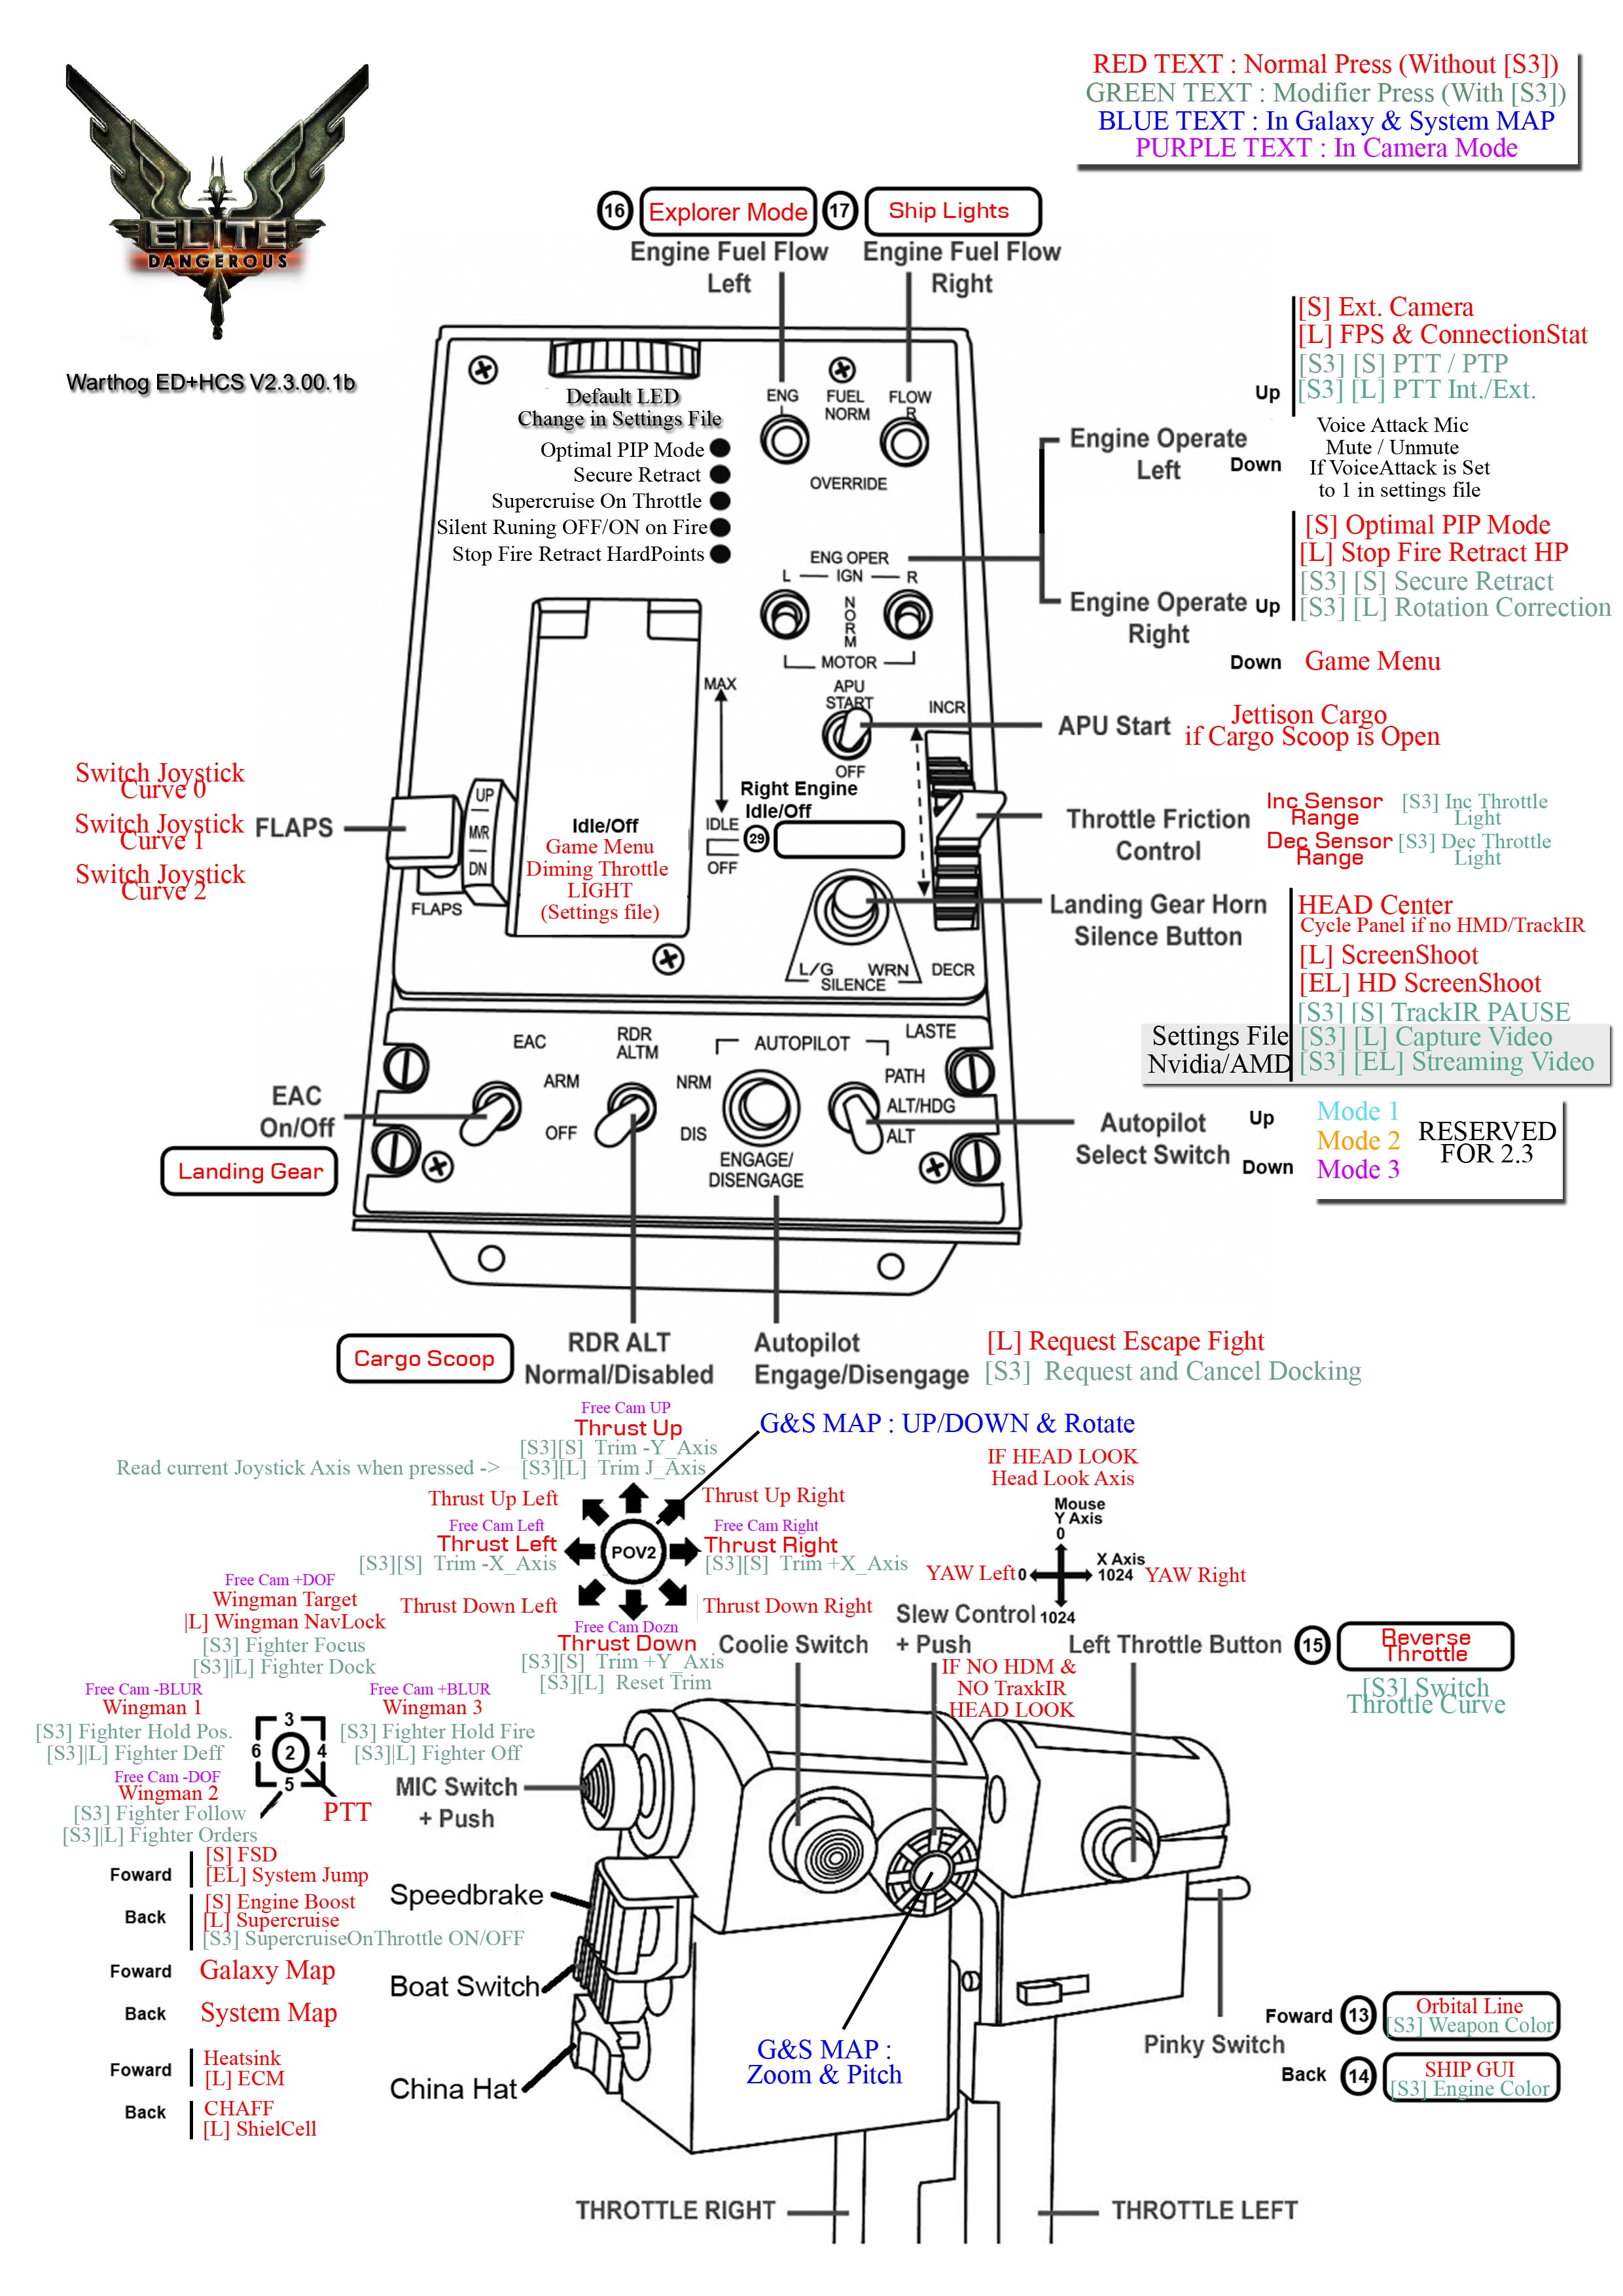 RED TEXT : Normal Press (Without [S3])
GREEN TEXT : Modifier Press (With [S3])
BLUE TEXT : In Galaxy & System MAP
PURPLE TEXT : In Camera Mode
ELITE
DANGEROUS
Warthog ED+HCS V2.3.00.1b
16 Explorer Mode
Engine Fuel Flow
Left
17 Ship Lights
Engine Fuel Flow
Right
Default LED
Change in Settings File
Optimal PIP Mode
Secure Retract
Supercruise On Throttle
Silent Runing OFF/ON on Fire
Stop Fire Retract HardPoints
ENG
L
FUEL
NORM
FLOW
R
OVERRIDE
ENG OPER
L IGN R
NORM
MOTOR
APU
START
OFF
INCR
MAX
IDLE
OFF
Right Engine
Idle/Off
29
Idle/Off
Game Menu
Diming Throttle
LIGHT
(Settings file)
UP
MVR
DN
FLAPS
L/G WRN
SILENCE
DECR
Engine Operate
Left
Up
[S] Ext. Camera
[L] FPS & ConnectionStat
[S3] [S] PTT / PTP
[S3] [L] PTT Int./Ext.
Down
Voice Attack Mic
Mute / Unmute
If VoiceAttack is Set
to 1 in settings file
Engine Operate
Right
Up
[S] Optimal PIP Mode
[L] Stop Fire Retract HP
[S3] [S] Secure Retract
[S3] [L] Rotation Correction
Down
Game Menu
APU Start
Jettison Cargo
if Cargo Scoop is Open
Switch Joystick
Curve 0
Switch Joystick
Curve 1
Switch Joystick
Curve 2
FLAPS
Throttle Friction
Control
Inc Sensor
Range
[S3] Inc Throttle
Light
Dec Sensor
Range
[S3] Dec Throttle
Light
Landing Gear Horn
Silence Button
HEAD Center
Cycle Panel if no HMD/TrackIR
[L] ScreenShoot
[EL] HD ScreenShoot
[S3] [S] TrackIR PAUSE
Settings File
Nvidia/AMD
[S3] [L] Capture Video
[S3] [EL] Streaming Video
EAC
ARM
OFF
RDR
ALTM
NRM
DIS
AUTOPILOT
ENGAGE/
DISENGAGE
LASTE
PATH
ALT/HDG
ALT
EAC
On/Off
Landing Gear
Autopilot
Select Switch
Up
Down
Mode 1
Mode 2
Mode 3
RESERVED
FOR 2.3
Cargo Scoop
RDR ALT
Normal/Disabled
Autopilot
Engage/Disengage
[L] Request Escape Fight
[S3] Request and Cancel Docking
Free Cam UP
Thrust Up
[S3][S] Trim -Y_Axis
Read current Joystick Axis when pressed ->
[S3][L] Trim J_Axis
G&S MAP : UP/DOWN & Rotate
Thrust Up Left
Thrust Up Right
Free Cam Left
Thrust Left
[S3][S] Trim -X_Axis
POV2
Free Cam Right
Thrust Right
[S3][S] Trim +X_Axis
Thrust Down Left
Thrust Down Right
Free Cam Dozn
Thrust Down
[S3][S] Trim +Y_Axis
[S3][L] Reset Trim
IF HEAD LOOK
Head Look Axis
Mouse
Y Axis
0
YAW Left
0
X Axis
1024
YAW Right
1024
Coolie Switch
Slew Control
+ Push
IF NO HDM &
NO TraxkIR
HEAD LOOK
Left Throttle Button
15
Reverse
Throttle
[S3] Switch
Throttle Curve
Free Cam +DOF
Wingman Target
|L] Wingman NavLock
[S3] Fighter Focus
[S3]|L] Fighter Dock
Free Cam -BLUR
Wingman 1
[S3] Fighter Hold Pos.
[S3]|L] Fighter Deff
3
6 2 4
5
Free Cam +BLUR
Wingman 3
[S3] Fighter Hold Fire
[S3]|L] Fighter Off
Free Cam -DOF
Wingman 2
[S3] Fighter Follow
[S3]|L] Fighter Orders
PTT
MIC Switch
+ Push
Foward
[S] FSD
[EL] System Jump
Back
[S] Engine Boost
[L] Supercruise
[S3] SupercruiseOnThrottle ON/OFF
Speedbrake
Foward
Galaxy Map
Back
System Map
Boat Switch
Foward
Heatsink
[L] ECM
Back
CHAFF
[L] ShielCell
China Hat
G&S MAP :
Zoom & Pitch
Pinky Switch
Foward
13
Orbital Line
[S3] Weapon Color
Back
14
SHIP GUI
[S3] Engine Color
THROTTLE RIGHT
THROTTLE LEFT